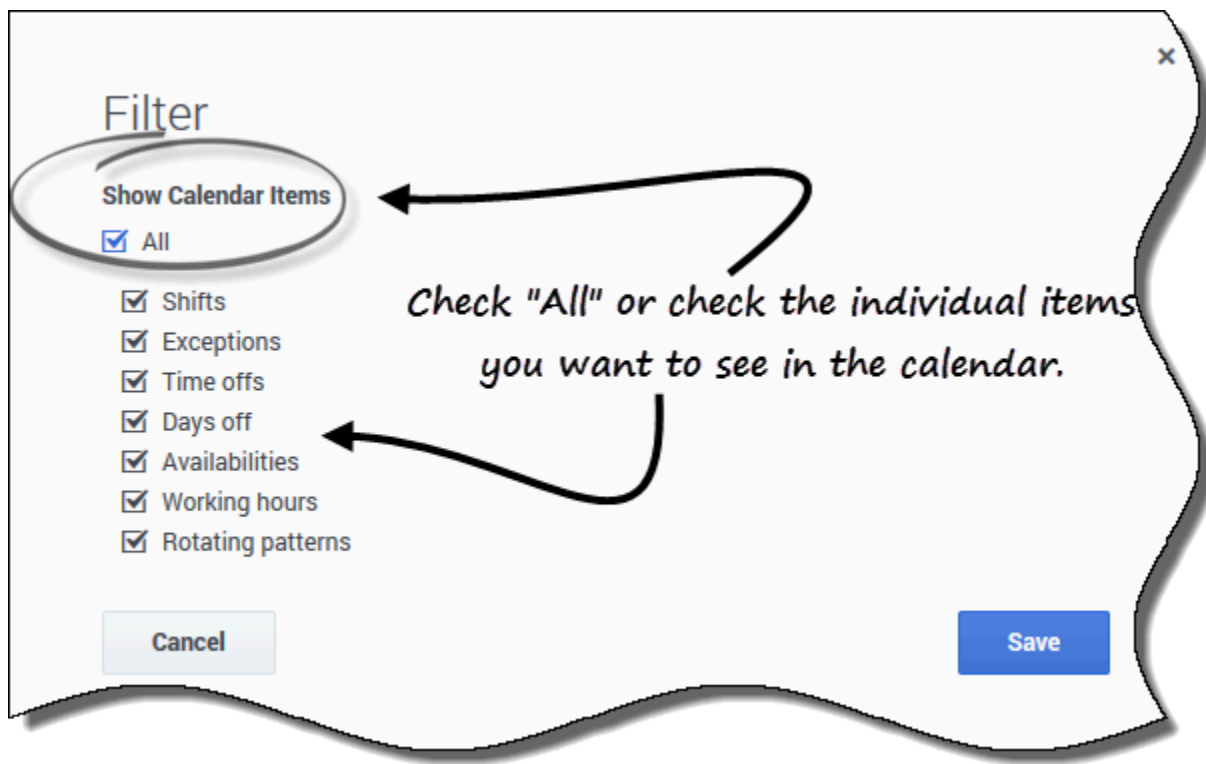 Filter
Show Calendar Items
All
Shifts
Exceptions
Time offs
Days off
Availabilities
Working hours
Rotating patterns
Check "All" or check the individual items
you want to see in the calendar.
Cancel
Save